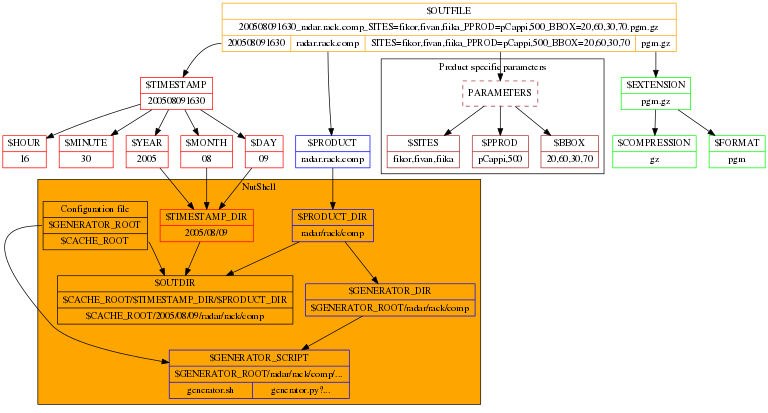 $OUTFILE
200508091630_radar.rack.comp_SITES=fikor,fivan,fiika_PPROD=pCappi,500_BBOX=20,60,30,70.pgm.gz
200508091630 radar.rack.comp SITES=fikor,fivan,fiika_PPROD=pCappi,500_BBOX=20,60,30,70 pgm.gz
Product specific parameters
$TIMESTAMP
200508091630
PARAMETERS
$EXTENSION
pgm.gz
$HOUR
16
$MINUTE
30
$YEAR
2005
$MONTH
08
$DAY
09
$PRODUCT
radar.rack.comp
$SITES
fikor,fivan,fiika
$PPROD
pCappi,500
$BBOX
20,60,30,70
$COMPRESSION
gz
$FORMAT
pgm
NutShell
Configuration file
$GENERATOR_ROOT
$CACHE_ROOT
$TIMESTAMP_DIR
2005/08/09
$PRODUCT_DIR
radar/rack/comp
$OUTDIR
$CACHE_ROOT/$TIMESTAMP_DIR/$PRODUCT_DIR
$CACHE_ROOT/2005/08/09/radar/rack/comp
$GENERATOR_DIR
$GENERATOR_ROOT/radar/rack/comp
$GENERATOR_SCRIPT
$GENERATOR_ROOT/radar/rack/comp/...
generator.sh generator.py?...